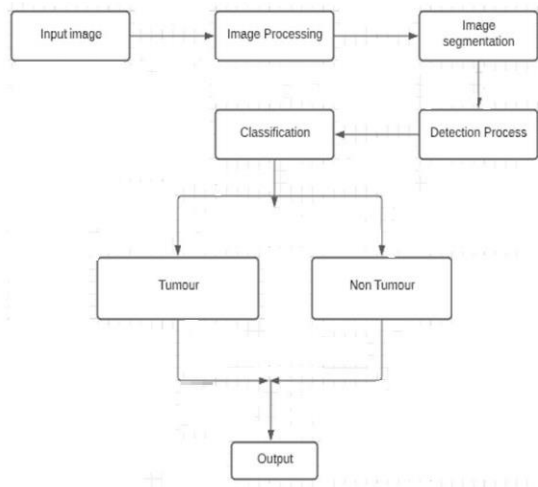 Input image
Image Processing
Image
segmentation
Detection Process
Classification
Tumour
Non Tumour
Output